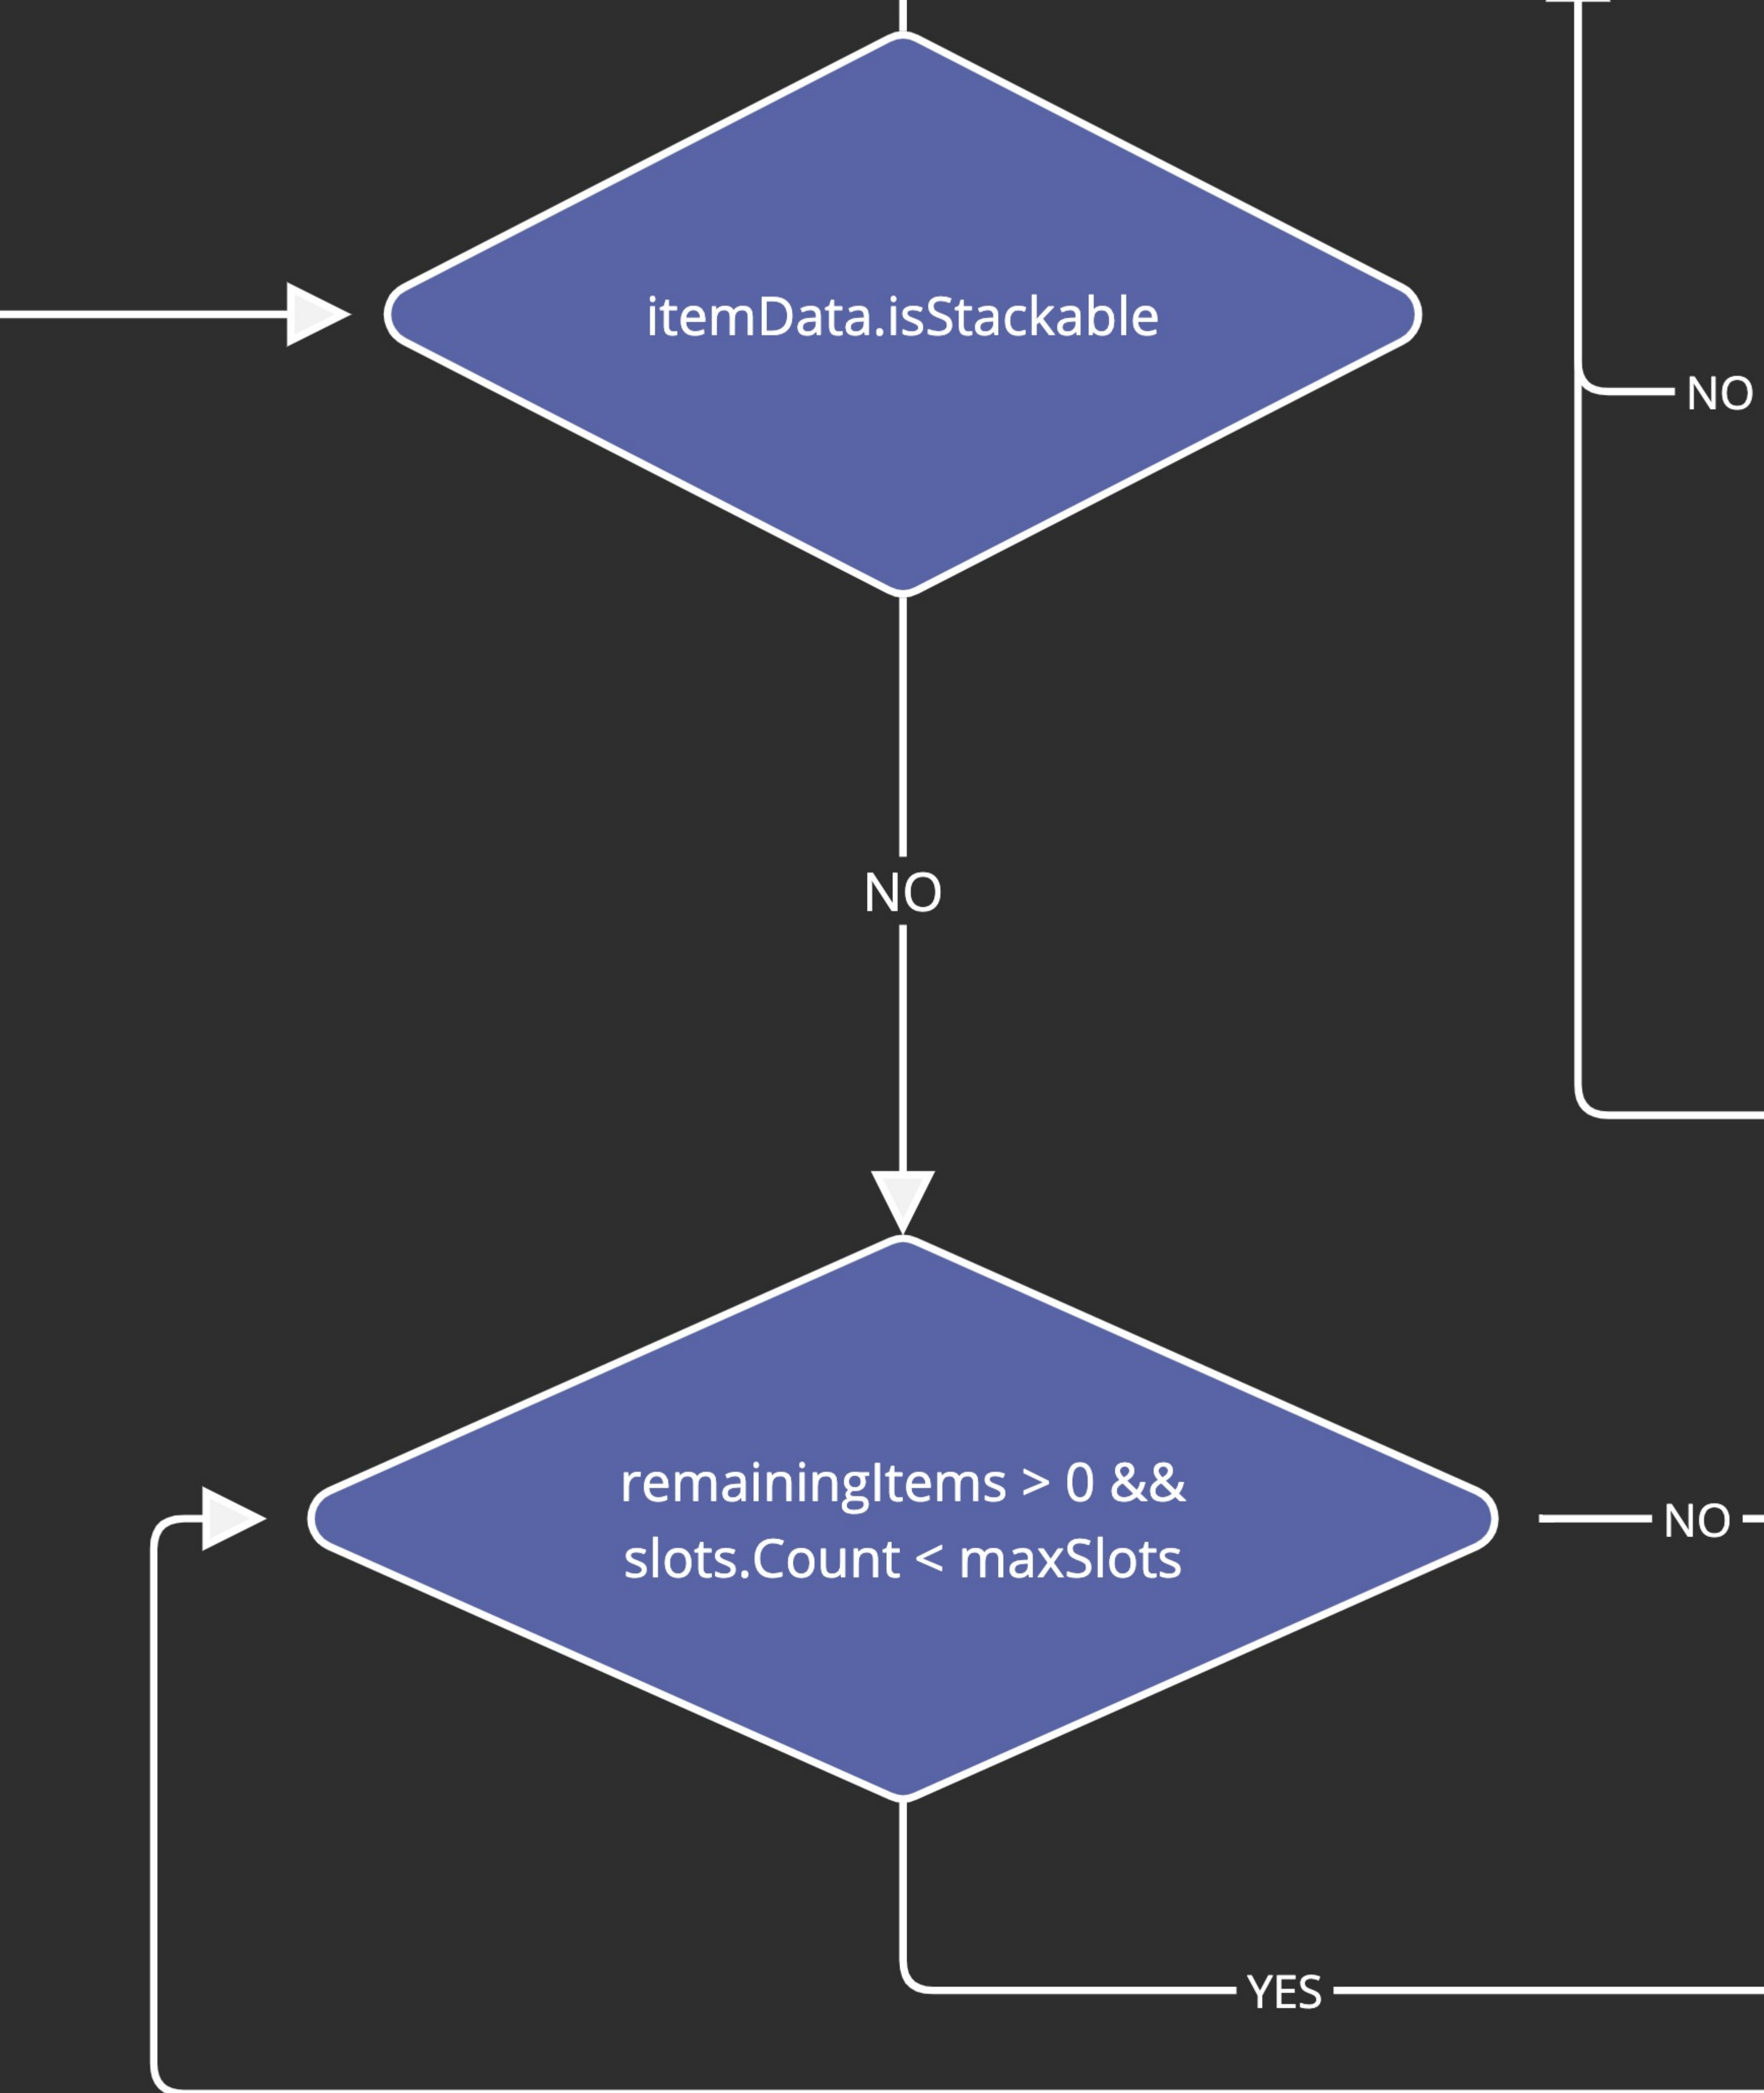 itemData.isStackable
NO
NO
remainingItems > 0 &&
slots.Count < maxSlots
NO
YES